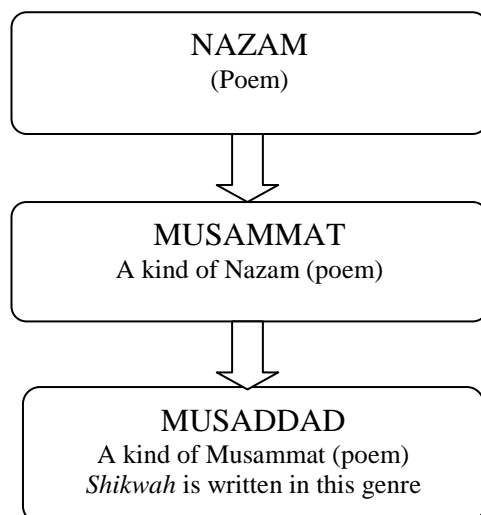 NAZAM
(Poem)
MUSAMMAT
A kind of Nazam (poem)
MUSADDAD
A kind of Musammat (poem)
Shikwah is written in this genre